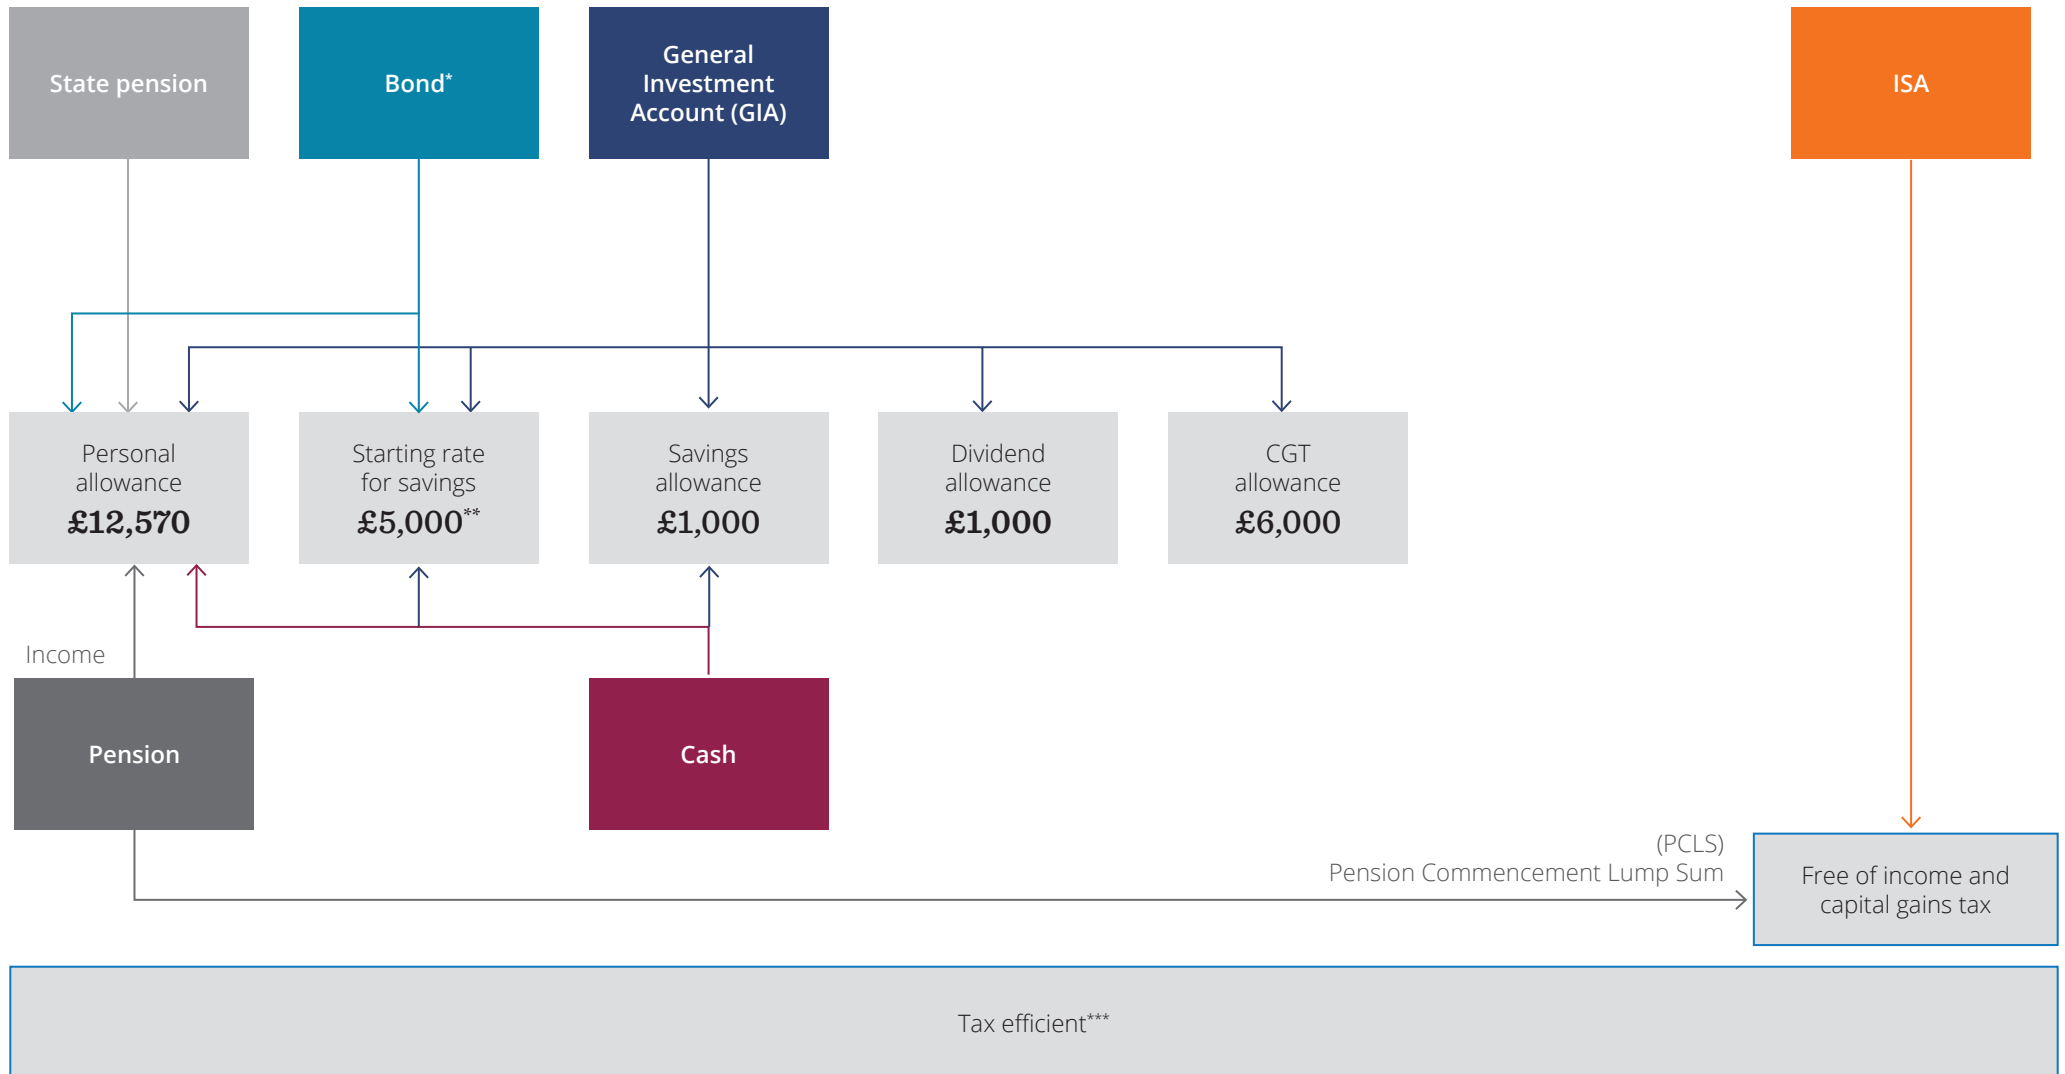 State pension
Bond*
General
Investment
Account (GIA)
ISA
Personal
allowance
£12,570
Starting rate
for savings
£5,000**
Savings
allowance
£1,000
Dividend
allowance
£1,000
CGT
allowance
£6,000
Income
Pension
Cash
(PCLS)
Pension Commencement Lump Sum
Free of income and
capital gains tax
Tax efficient***